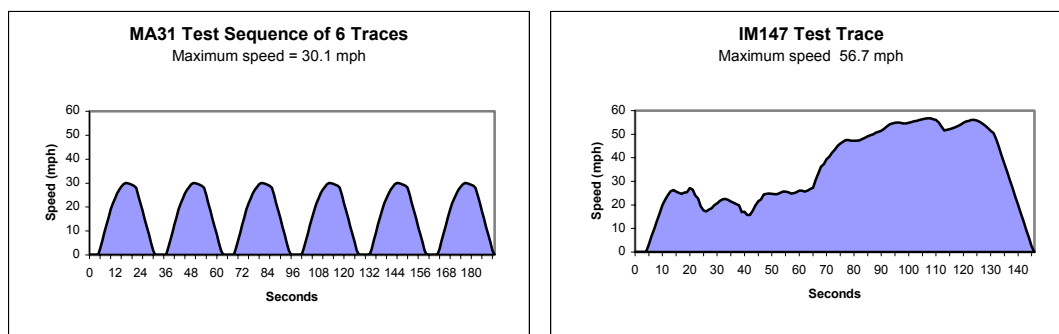 MA31 Test Sequence of 6 Traces
Maximum speed = 30.1 mph
60
50
40
30
20
10
0
Speed (mph)
0 12 24 36 48 60 72 84 96 108 120 132 144 156 168 180
Seconds
IM147 Test Trace
Maximum speed 56.7 mph
60
50
40
30
20
10
0
Speed (mph)
0 10 20 30 40 50 60 70 80 90 100 110 120 130 140
Seconds